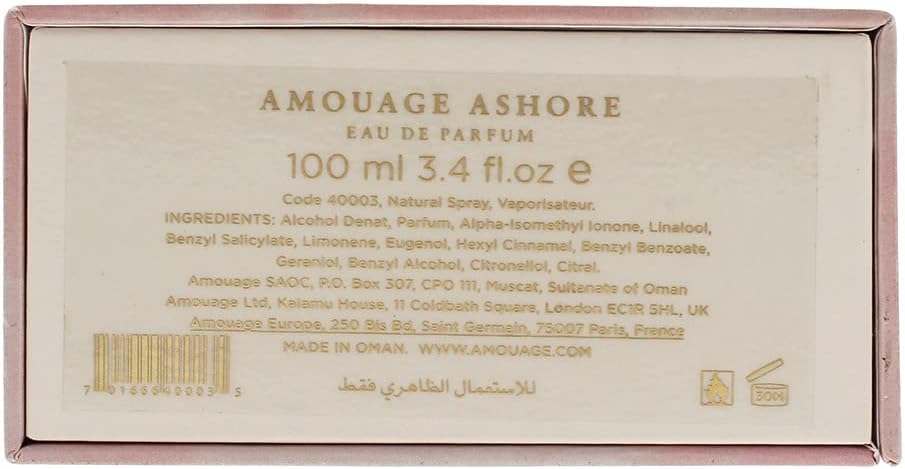 AMOUAGE ASHORE
EAU DE PARFUM
100 ml 3.4 fl.oz e
Code 40003, Natural Spray, Vaporisateur.
INGREDIENTS: Alcohol Denat, Parfum, Alpha-Isomethyl Ionone, Linalool,
Benzyl Salicylate, Limonene, Eugenol, Hexyl Cinnamal, Benzyl Benzoate,
Geraniol, Benzyl Alcohol, Citronellol, Citral.
Amouage SAOC, P.O. Box 307, CPO 111, Muscat, Sultanate of Oman
Amouage Ltd, Kalamu House, 11 Coldbath Square, London EC1R 5HL, UK
Amouage Europe, 250 Bis Bd, Saint Germain, 75007 Paris, France
MADE IN OMAN. WWW.AMOUAGE.COM
للاستعمال الظاهري فقط
7 01666 40003 5